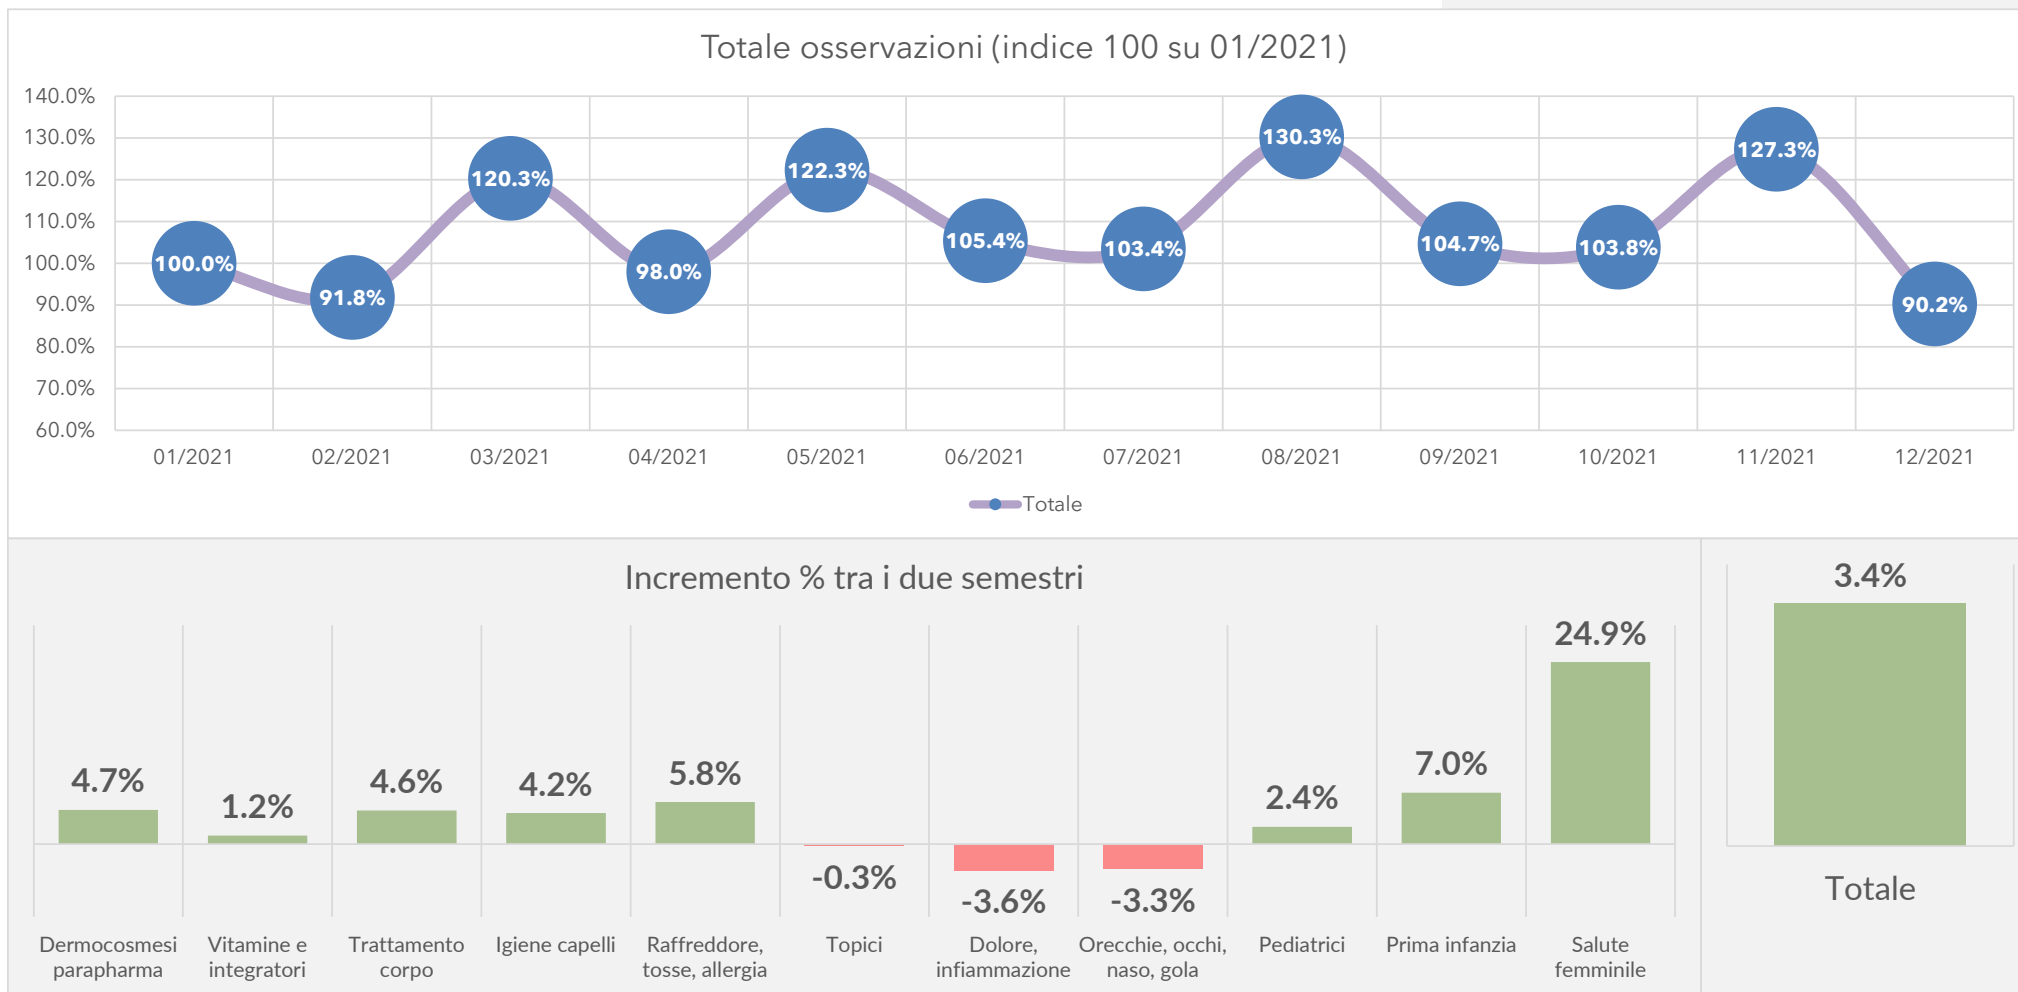 Totale osservazioni (indice 100 su 01/2021)
140.0%
130.0%
120.0%
110.0%
100.0%
90.0%
80.0%
70.0%
60.0%
100.0%
91.8%
120.3%
98.0%
122.3%
105.4%
103.4%
130.3%
104.7%
103.8%
127.3%
90.2%
01/2021
02/2021
03/2021
04/2021
05/2021
06/2021
07/2021
08/2021
09/2021
10/2021
11/2021
12/2021
Totale
Incremento % tra i due semestri
4.7%
1.2%
4.6%
4.2%
5.8%
-0.3%
-3.6%
-3.3%
2.4%
7.0%
24.9%
Dermocosmesi
parapharma
Vitamine e
integratori
Trattamento
corpo
Igiene capelli
Raffreddore,
tosse, allergia
Topici
Dolore,
infiammazione
Orecchie, occhi,
naso, gola
Pediatrici
Prima infanzia
Salute
femminile
3.4%
Totale